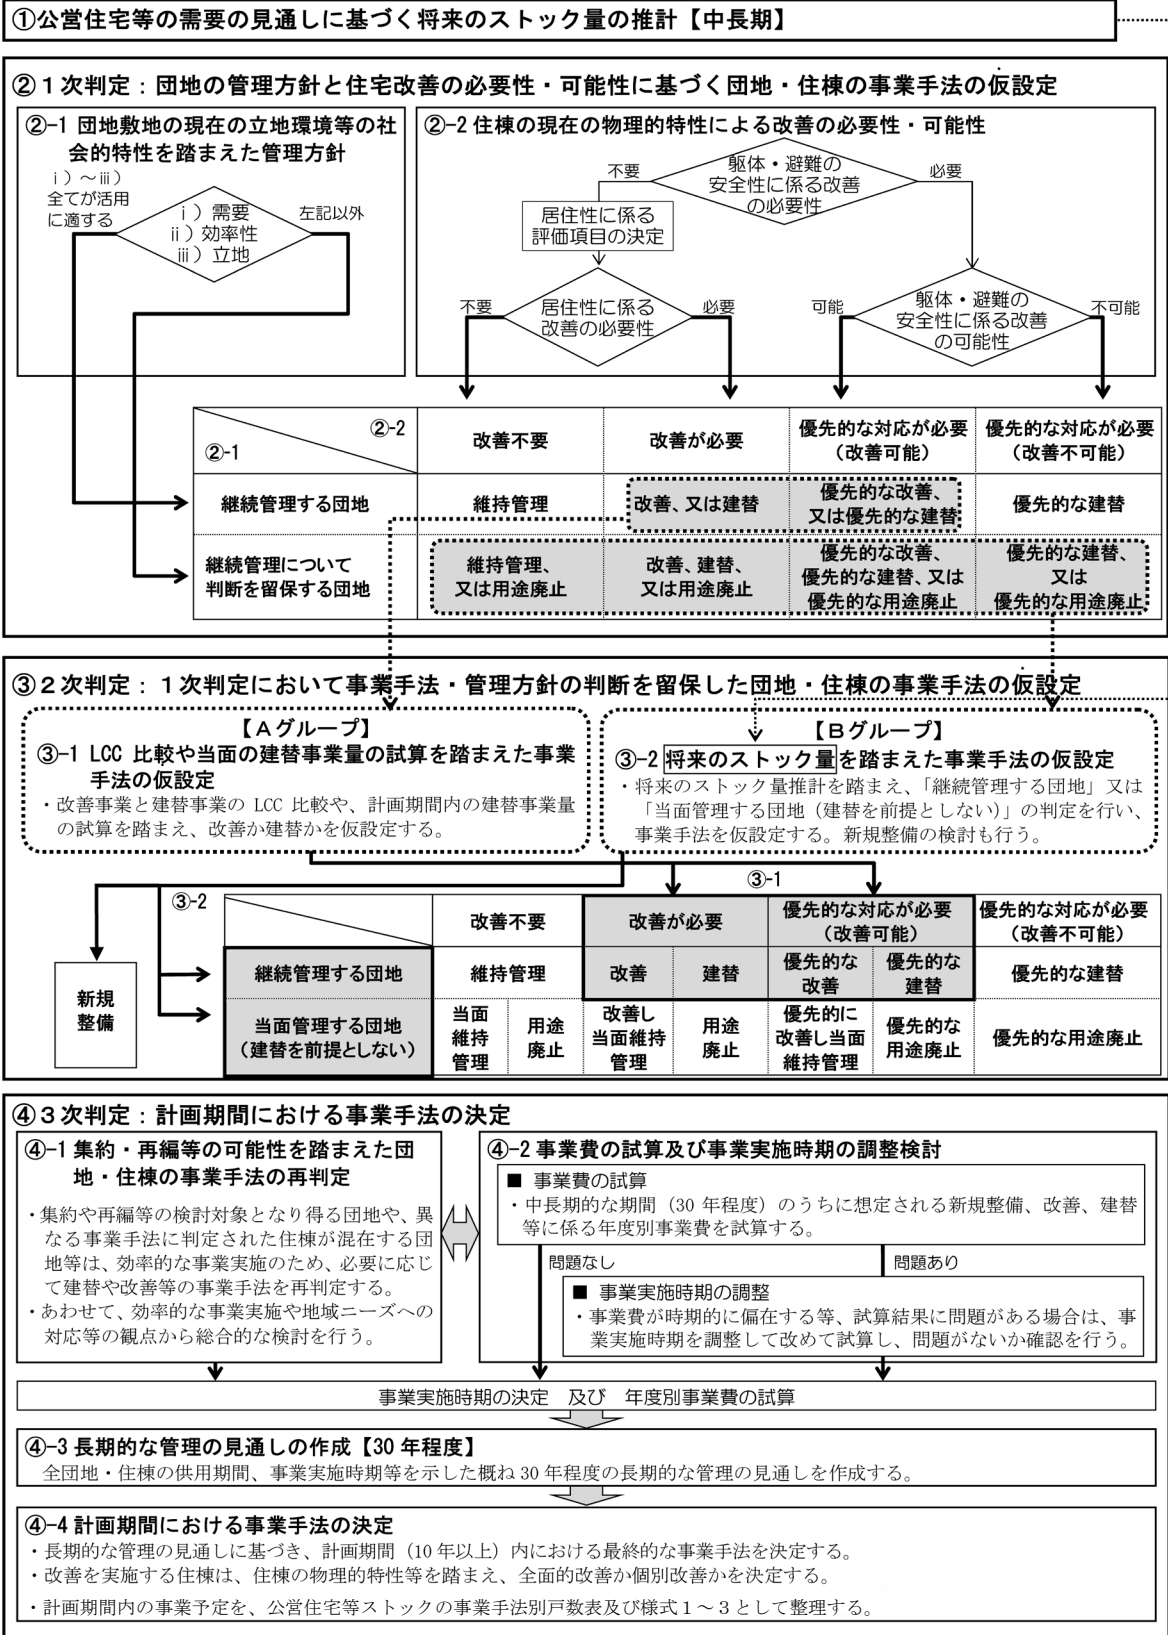 ①公営住宅等の需要の見通しに基づく将来のストック量の推計【中長期】
②１次判定：団地の管理方針と住宅改善の必要性・可能性に基づく団地・住棟の事業手法の仮設定
②-1 団地敷地の現在の立地環境等の社
会的特性を踏まえた管理方針
ⅰ）～ⅲ）
全てが活用
に適する
ⅰ）需要
ⅱ）効率性
ⅲ）立地
左記以外
②-2 住棟の現在の物理的特性による改善の必要性・可能性
不要
躯体・避難の
安全性に係る改善
の必要性
必要
居住性に係る
評価項目の決定
不要
居住性に係る
改善の必要性
必要
可能
躯体・避難の
安全性に係る改善
の可能性
不可能
②-2
②-1
改善不要
改善が必要
優先的な対応が必要
（改善可能）
優先的な対応が必要
（改善不可能）
継続管理する団地
維持管理
改善、又は建替
優先的な改善、
又は優先的な建替
優先的な建替
継続管理について
判断を留保する団地
維持管理、
又は用途廃止
改善、建替、
又は用途廃止
優先的な改善、
優先的な建替、又は
優先的な用途廃止
優先的な建替、
又は
優先的な用途廃止
③２次判定：１次判定において事業手法・管理方針の判断を留保した団地・住棟の事業手法の仮設定
【Ａグループ】
③-1 LCC 比較や当面の建替事業量の試算を踏まえた事業
手法の仮設定
・改善事業と建替事業の LCC 比較や、計画期間内の建替事業量
の試算を踏まえ、改善か建替かを仮設定する。
【Ｂグループ】
③-2 将来のストック量を踏まえた事業手法の仮設定
・将来のストック量推計を踏まえ、「継続管理する団地」又は
「当面管理する団地（建替を前提としない）」の判定を行い、
事業手法を仮設定する。新規整備の検討も行う。
③-1
③-2
改善不要
改善が必要
優先的な対応が必要
（改善可能）
優先的な対応が必要
（改善不可能）
新規
整備
継続管理する団地
維持管理
改善
建替
優先的な
改善
優先的な
建替
優先的な建替
当面管理する団地
（建替を前提としない）
当面
維持
管理
用途
廃止
改善し
当面維持
管理
用途
廃止
優先的に
改善し当面
維持管理
優先的な
用途廃止
優先的な用途廃止
④３次判定：計画期間における事業手法の決定
④-1 集約・再編等の可能性を踏まえた団
地・住棟の事業手法の再判定
・集約や再編等の検討対象となり得る団地や、異
なる事業手法に判定された住棟が混在する団
地等は、効率的な事業実施のため、必要に応じ
て建替や改善等の事業手法を再判定する。
・あわせて、効率的な事業実施や地域ニーズへの
対応等の観点から総合的な検討を行う。
④-2 事業費の試算及び事業実施時期の調整検討
■ 事業費の試算
・中長期的な期間（30 年程度）のうちに想定される新規整備、改善、建替
等に係る年度別事業費を試算する。
問題なし
問題あり
■ 事業実施時期の調整
・事業費が時期的に偏在する等、試算結果に問題がある場合は、事
業実施時期を調整して改めて試算し、問題がないか確認を行う。
事業実施時期の決定　及び　年度別事業費の試算
④-3 長期的な管理の見通しの作成【30 年程度】
全団地・住棟の供用期間、事業実施時期等を示した概ね 30 年程度の長期的な管理の見通しを作成する。
④-4 計画期間における事業手法の決定
・長期的な管理の見通しに基づき、計画期間（10 年以上）内における最終的な事業手法を決定する。
・改善を実施する住棟は、住棟の物理的特性等を踏まえ、全面的改善か個別改善かを決定する。
・計画期間内の事業予定を、公営住宅等ストックの事業手法別戸数表及び様式１～３として整理する。